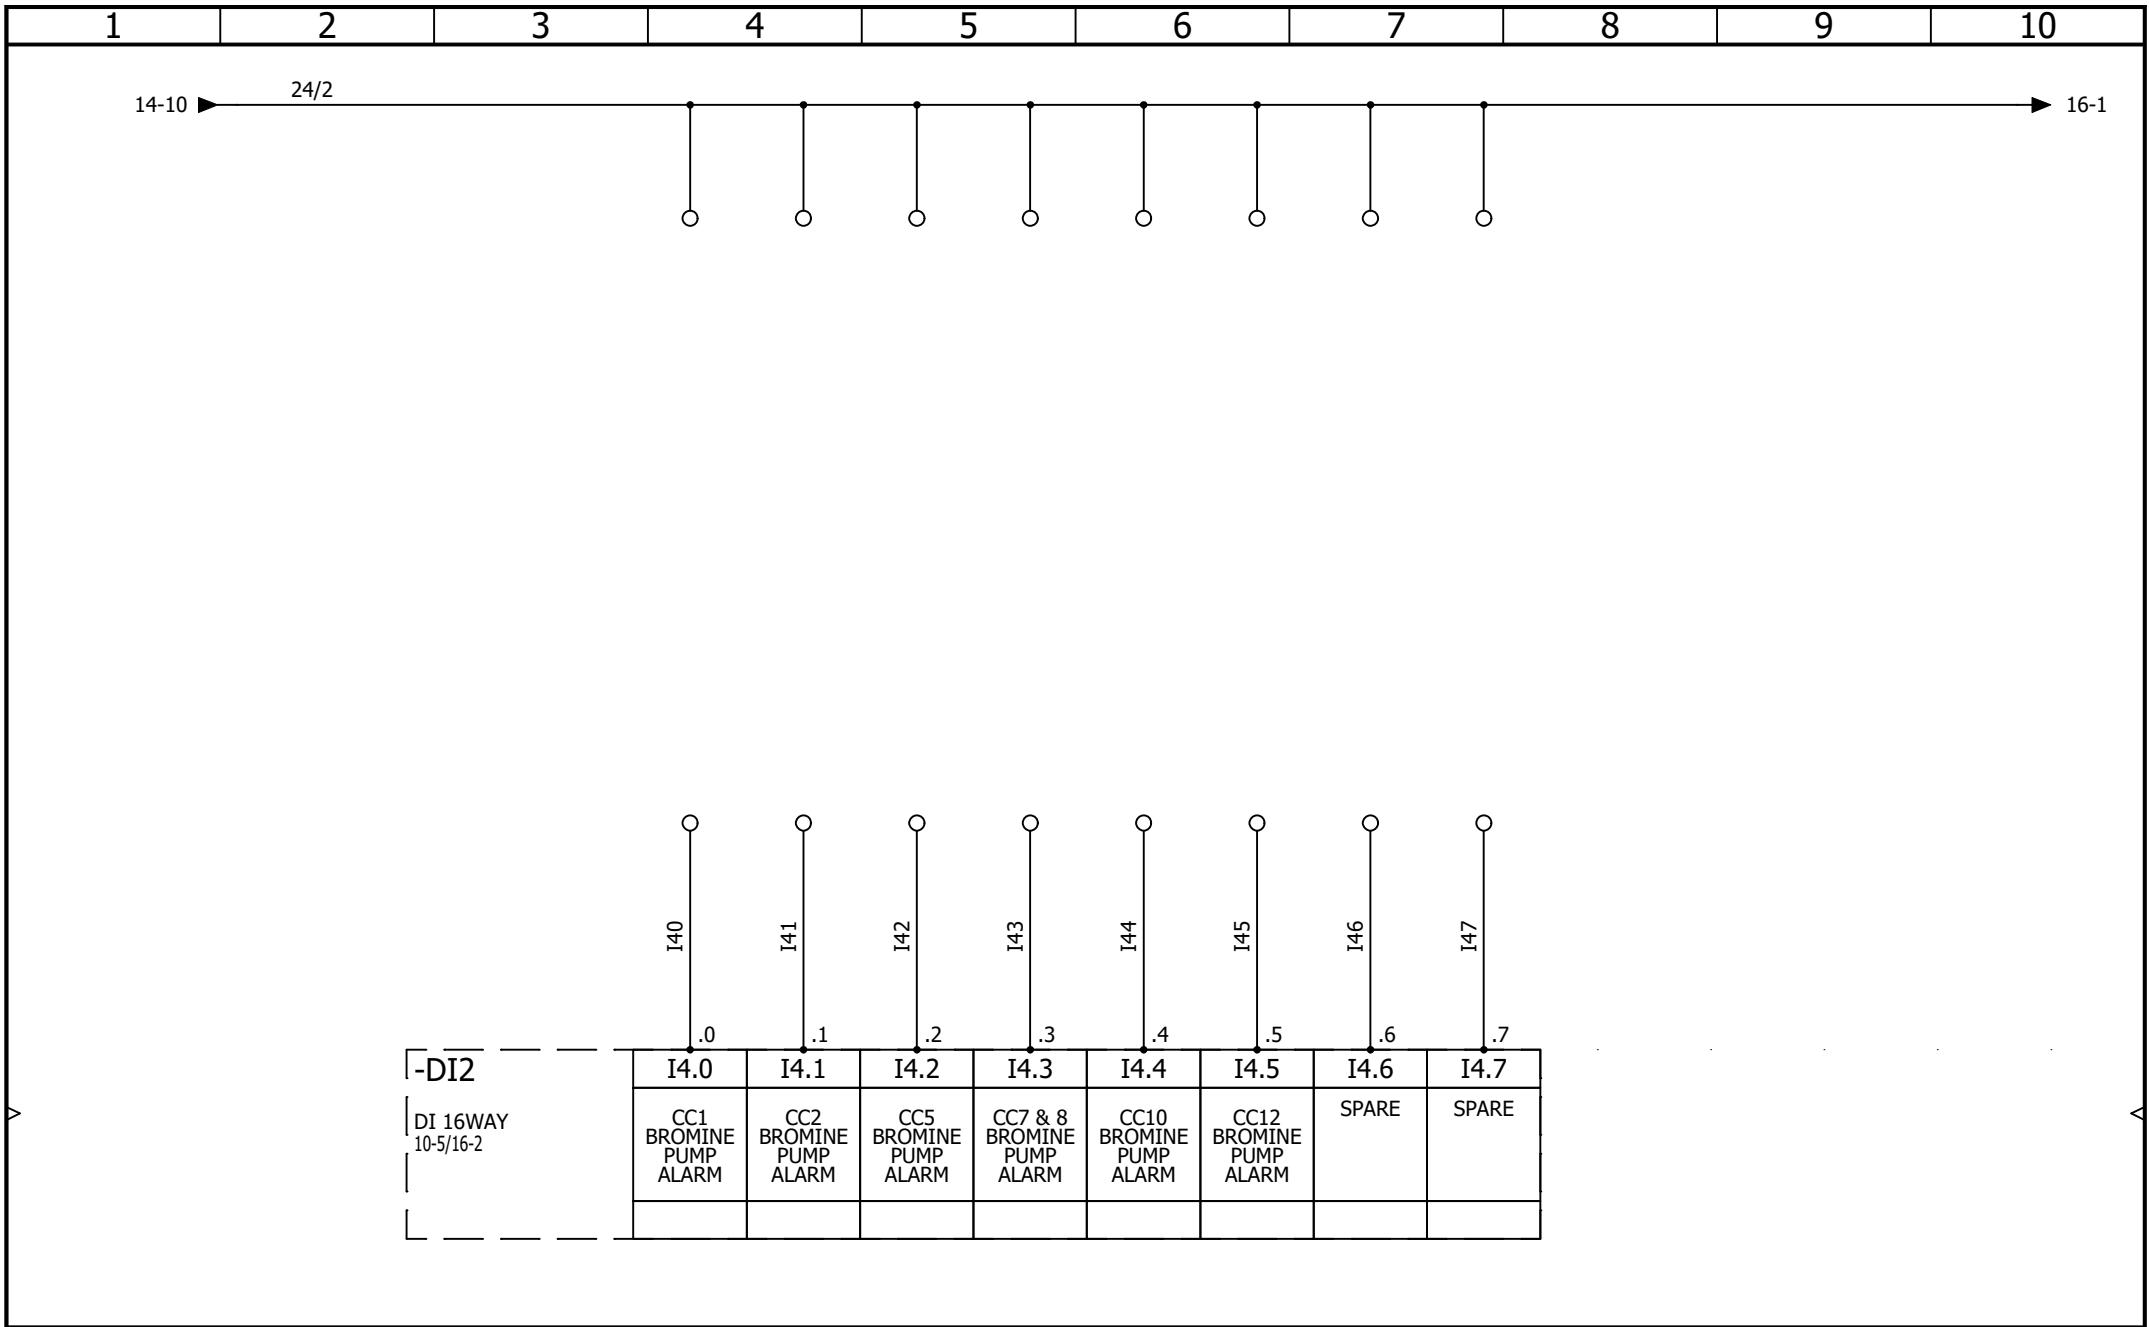 1 2 3 4 5 6 7 8 9 10
24/2
14-10 16-1
I40 I41 I42 I43 I44 I45 I46 I47
.0 .1 .2 .3 .4 .5 .6 .7
-DI2
DI 16WAY
10-5/16-2
I4.0 I4.1 I4.2 I4.3 I4.4 I4.5 I4.6 I4.7
CC1
BROMINE
PUMP
ALARM
CC2
BROMINE
PUMP
ALARM
CC5
BROMINE
PUMP
ALARM
CC7 & 8
BROMINE
PUMP
ALARM
CC10
BROMINE
PUMP
ALARM
CC12
BROMINE
PUMP
ALARM
SPARE
SPARE